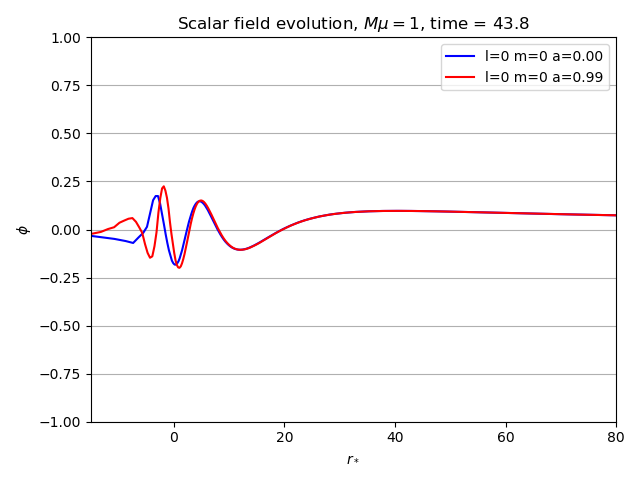 Scalar field evolution, $M\mu = 1$, time = 43.8
l=0 m=0 a=0.00
l=0 m=0 a=0.99
1.00
0.75
0.50
0.25
0.00
−0.25
−0.50
−0.75
−1.00
ϕ
0 20 40 60 80
r*